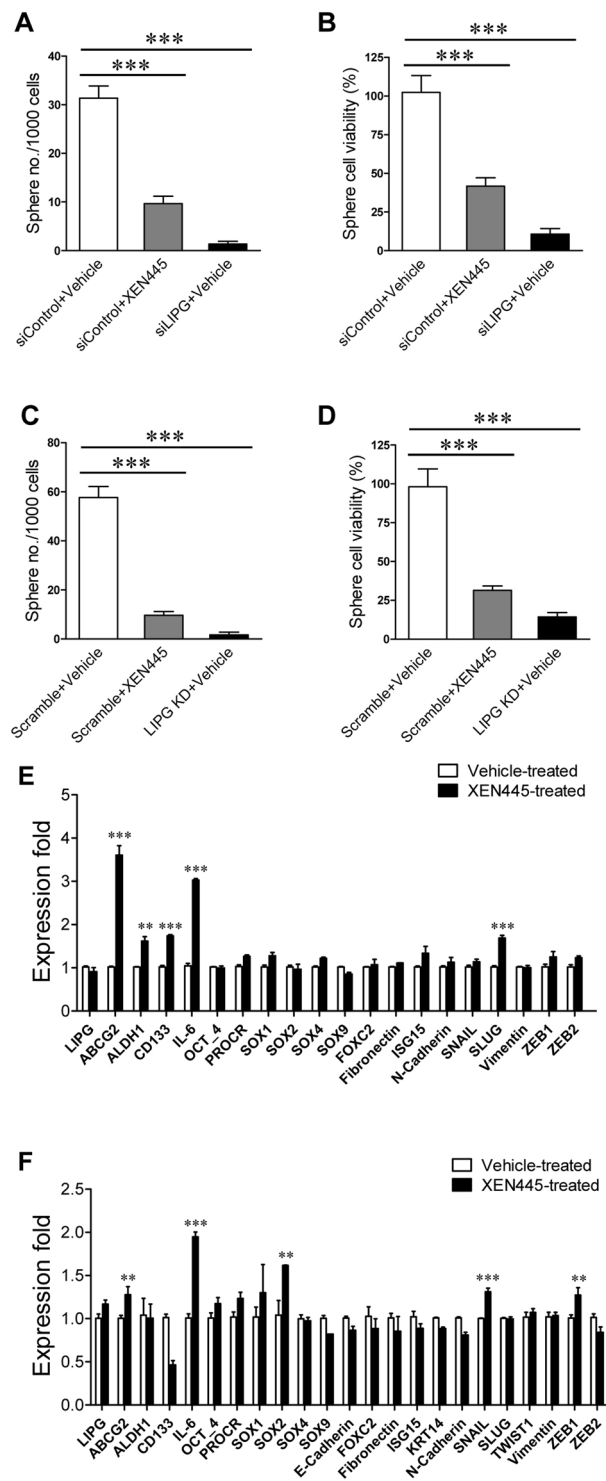 A
***
***
Sphere no./1000 cells
40
30
20
10
0
siControl+Vehicle
siControl+XEN445
siLIPG+Vehicle
B
***
***
Sphere cell viability (%)
125
100
75
50
25
0
siControl+Vehicle
siControl+XEN445
siLIPG+Vehicle
C
***
***
Sphere no./1000 cells
80
60
40
20
0
Scramble+Vehicle
Scramble+XEN445
LIPG KD+Vehicle
D
***
***
Sphere cell viability (%)
125
100
75
50
25
0
Scramble+Vehicle
Scramble+XEN445
LIPG KD+Vehicle
E
Vehicle-treated
XEN445-treated
Expression fold
5
4
3
2
1
0
***
**
***
***
***
LIPG
ABCG2
ALDH1
CD133
IL-6
OCT_4
PROCR
SOX1
SOX2
SOX4
SOX9
FOXC2
Fibronectin
ISG15
N-Cadherin
SNAIL
SLUG
Vimentin
ZEB1
ZEB2
F
Vehicle-treated
XEN445-treated
Expression fold
2.5
2.0
1.5
1.0
0.5
0.0
**
***
**
***
**
LIPG
ABCG2
ALDH1
CD133
IL-6
OCT_4
PROCR
SOX1
SOX2
SOX4
SOX9
E-Cadherin
FOXC2
Fibronectin
ISG15
KRT14
N-Cadherin
SNAIL
SLUG
TWIST1
Vimentin
ZEB1
ZEB2